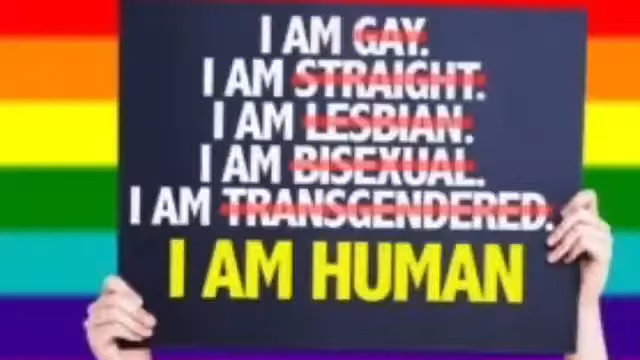 I AM GAY.
I AM STRAIGHT.
I AM LESBIAN.
I AM BISEXUAL.
I AM TRANSGENDERED.
I AM HUMAN